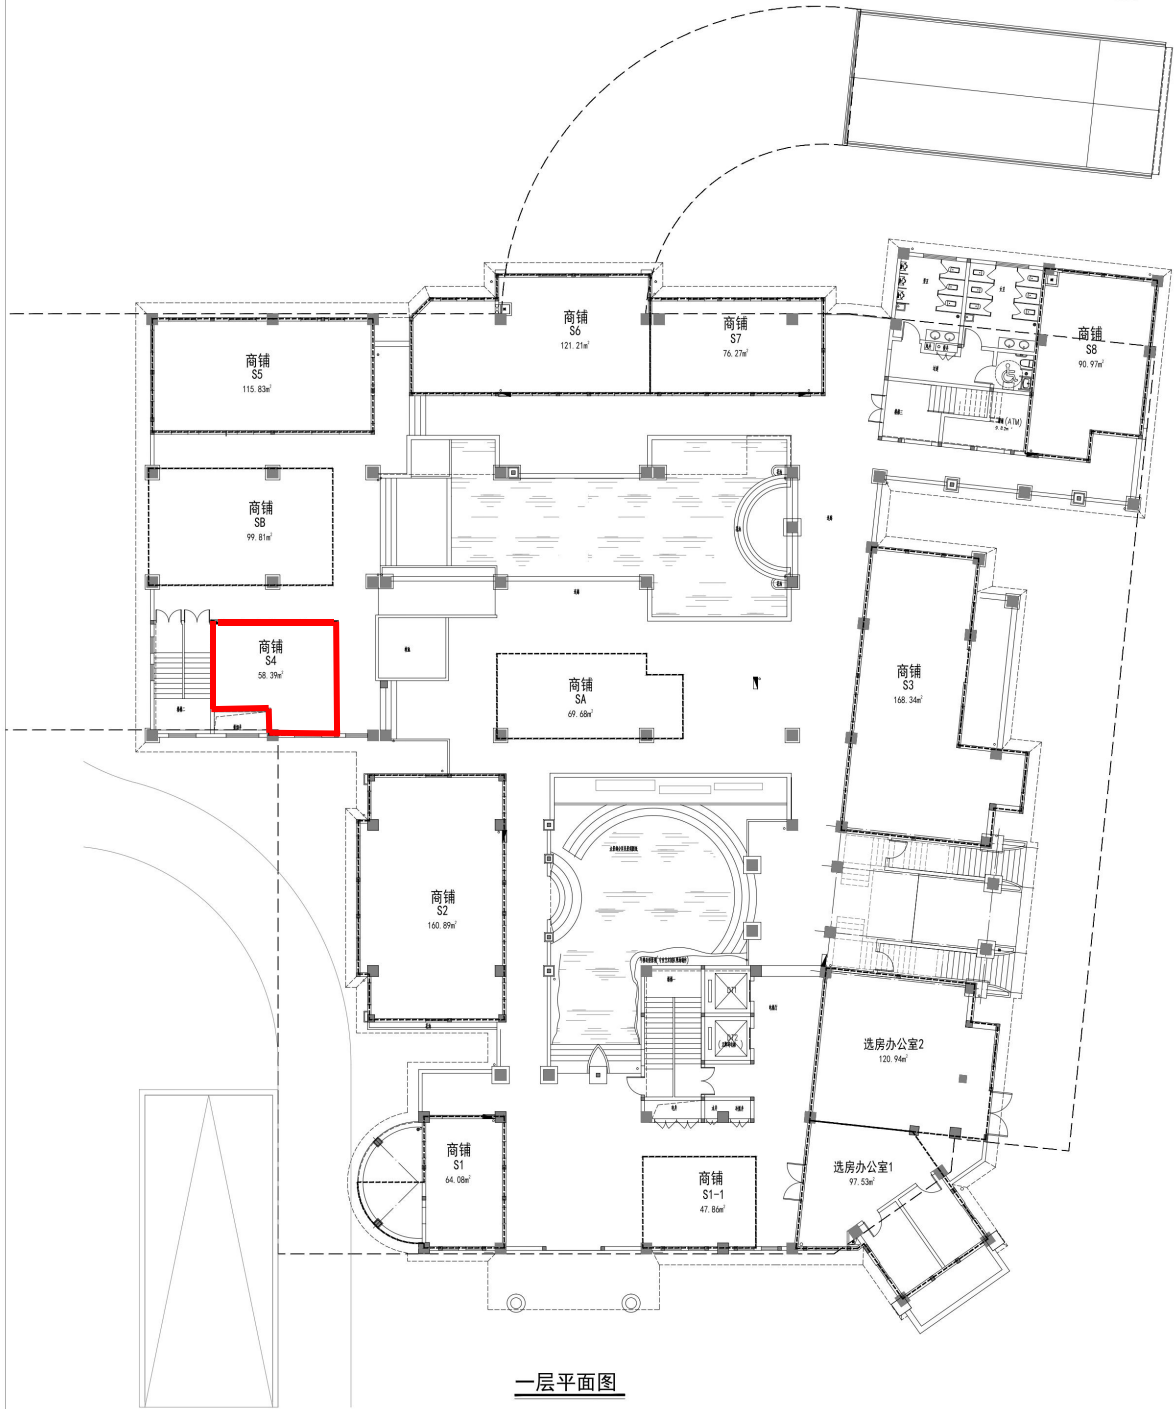 商铺
S6
121.21㎡
商铺
S7
76.27㎡
商铺
S8
90.97㎡
商铺
S5
115.83㎡
(ATM)
商铺
SB
99.81㎡
商铺
S4
58.39㎡
商铺
SA
69.68㎡
商铺
S3
168.34㎡
商铺
S2
160.89㎡
DT1
DT2
选房办公室2
120.94㎡
商铺
S1
64.08㎡
商铺
S1-1
47.86㎡
选房办公室1
97.53㎡
一层平面图